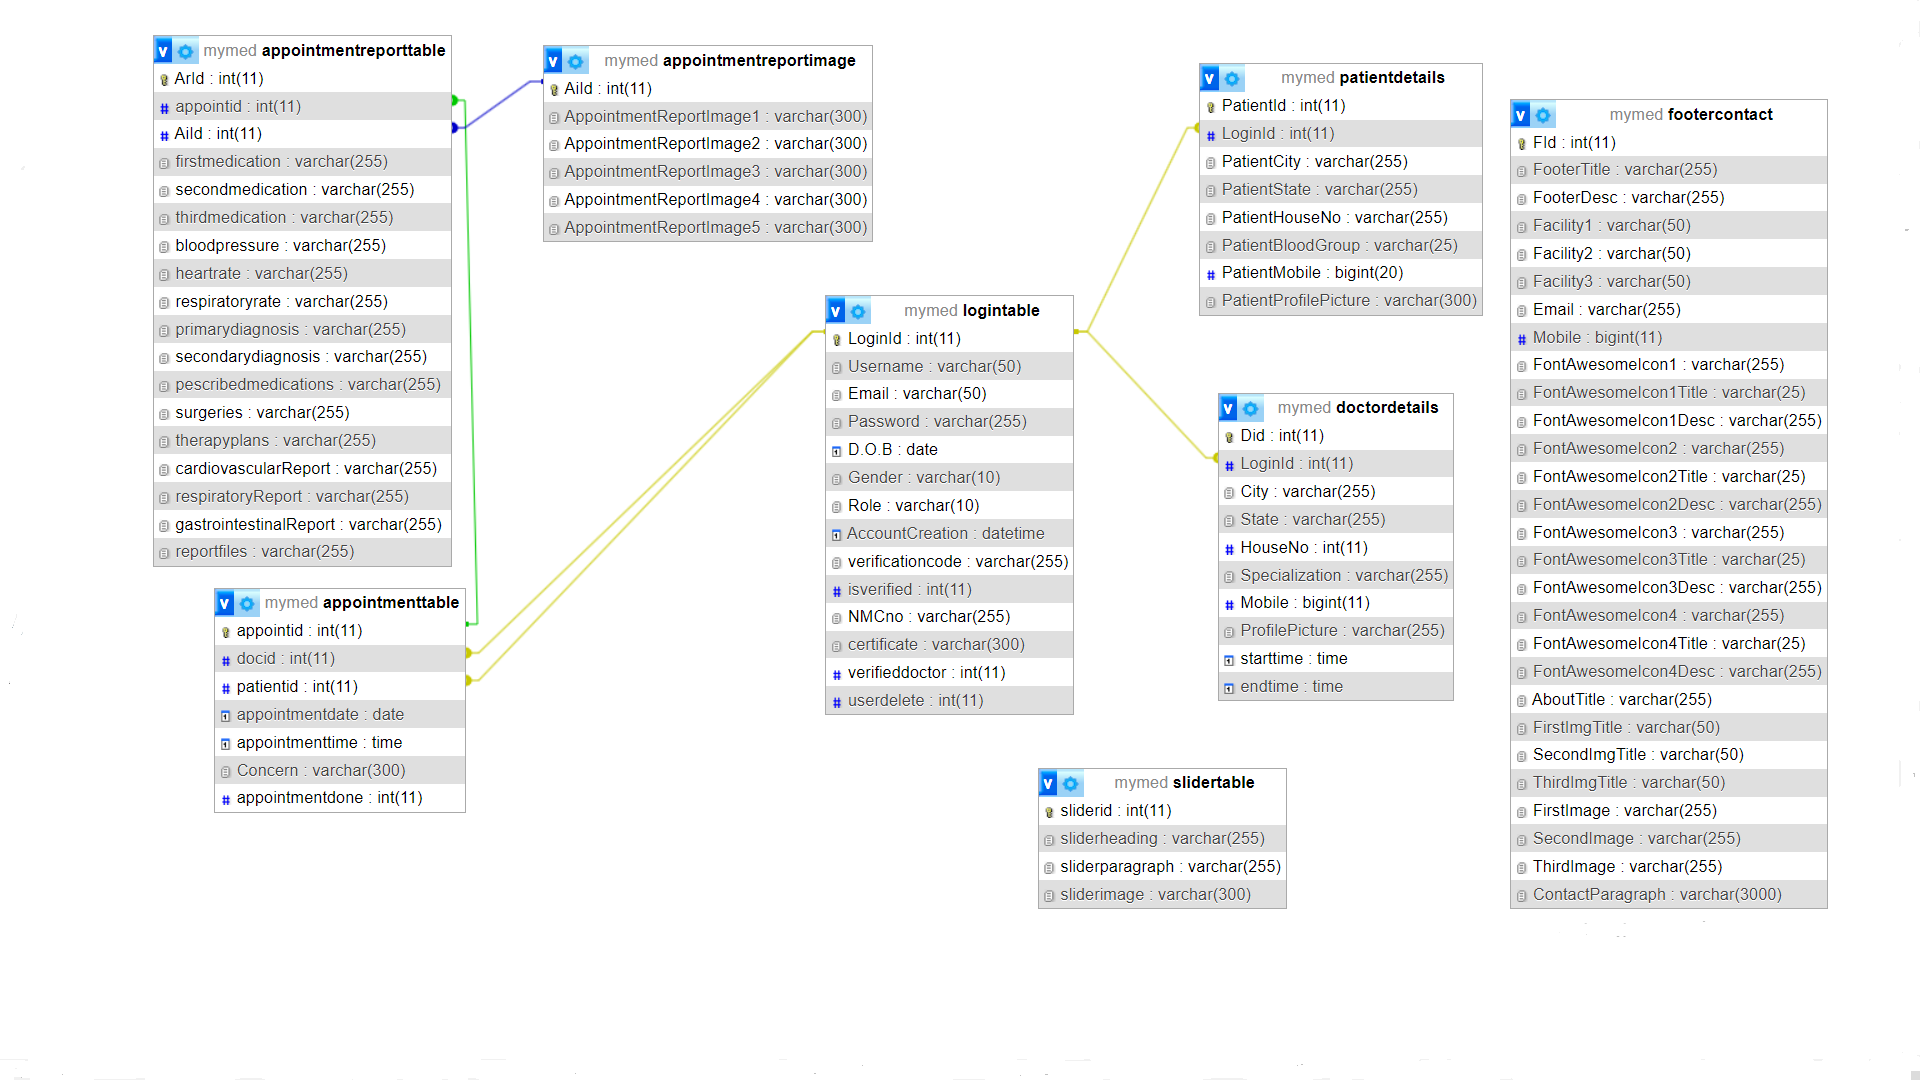 mymed appointmentreporttable
ArId : int(11)
appointid : int(11)
AiId : int(11)
firstmedication : varchar(255)
secondmedication : varchar(255)
thirdmedication : varchar(255)
bloodpressure : varchar(255)
heartrate : varchar(255)
respiratoryrate : varchar(255)
primarydiagnosis : varchar(255)
secondarydiagnosis : varchar(255)
pescribedmedications : varchar(255)
surgeries : varchar(255)
therapyplans : varchar(255)
cardiovascularReport : varchar(255)
respiratoryReport : varchar(255)
gastrointestinalReport : varchar(255)
reportfiles : varchar(255)
mymed appointmenttable
appointid : int(11)
docid : int(11)
patientid : int(11)
appointmentdate : date
appointmenttime : time
Concern : varchar(300)
appointmentdone : int(11)
mymed appointmentreportimage
AiId : int(11)
AppointmentReportImage1 : varchar(300)
AppointmentReportImage2 : varchar(300)
AppointmentReportImage3 : varchar(300)
AppointmentReportImage4 : varchar(300)
AppointmentReportImage5 : varchar(300)
mymed logintable
LoginId : int(11)
Username : varchar(50)
Email : varchar(50)
Password : varchar(255)
D.O.B : date
Gender : varchar(10)
Role : varchar(10)
AccountCreation : datetime
verificationcode : varchar(255)
isverified : int(11)
NMCno : varchar(255)
certificate : varchar(300)
verifieddoctor : int(11)
userdelete : int(11)
mymed patientdetails
PatientId : int(11)
LoginId : int(11)
PatientCity : varchar(255)
PatientState : varchar(255)
PatientHouseNo : varchar(255)
PatientBloodGroup : varchar(25)
PatientMobile : bigint(20)
PatientProfilePicture : varchar(300)
mymed doctordetails
Did : int(11)
LoginId : int(11)
City : varchar(255)
State : varchar(255)
HouseNo : int(11)
Specialization : varchar(255)
Mobile : bigint(11)
ProfilePicture : varchar(255)
starttime : time
endtime : time
mymed slidertable
sliderid : int(11)
sliderheading : varchar(255)
sliderparagraph : varchar(255)
sliderimage : varchar(300)
mymed footercontact
FId : int(11)
FooterTitle : varchar(255)
FooterDesc : varchar(255)
Facility1 : varchar(50)
Facility2 : varchar(50)
Facility3 : varchar(50)
Email : varchar(255)
Mobile : bigint(11)
FontAwesomeIcon1 : varchar(255)
FontAwesomeIcon1Title : varchar(25)
FontAwesomeIcon1Desc : varchar(255)
FontAwesomeIcon2 : varchar(255)
FontAwesomeIcon2Title : varchar(25)
FontAwesomeIcon2Desc : varchar(255)
FontAwesomeIcon3 : varchar(255)
FontAwesomeIcon3Title : varchar(25)
FontAwesomeIcon3Desc : varchar(255)
FontAwesomeIcon4 : varchar(255)
FontAwesomeIcon4Title : varchar(25)
FontAwesomeIcon4Desc : varchar(255)
AboutTitle : varchar(255)
FirstImgTitle : varchar(50)
SecondImgTitle : varchar(50)
ThirdImgTitle : varchar(50)
FirstImage : varchar(255)
SecondImage : varchar(255)
ThirdImage : varchar(255)
ContactParagraph : varchar(3000)